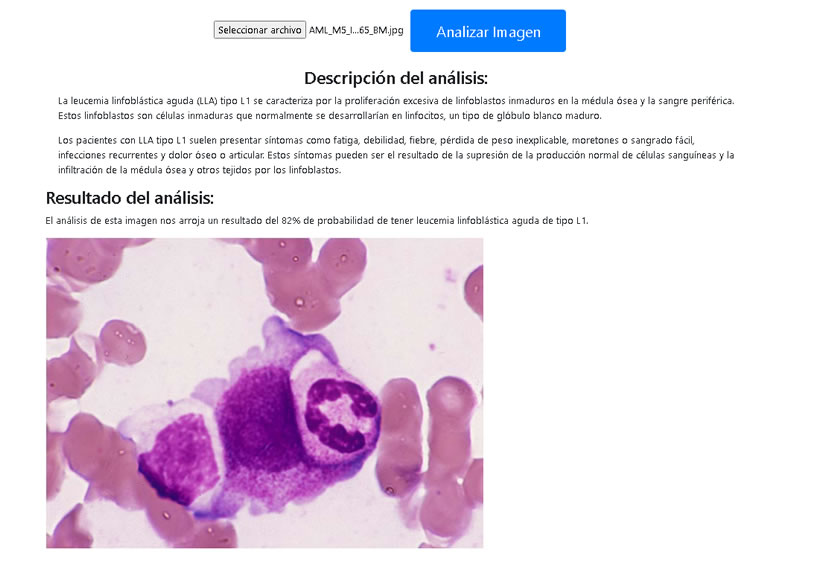 Seleccionar archivo AML_M5_I...65_BM.jpg Analizar Imagen
Descripción del análisis:
La leucemia linfoblástica aguda (LLA) tipo L1 se caracteriza por la proliferación excesiva de linfoblastos inmaduros en la médula ósea y la sangre periférica.
Estos linfoblastos son células inmaduras que normalmente se desarrollarían en linfocitos, un tipo de glóbulo blanco maduro.
Los pacientes con LLA tipo L1 suelen presentar síntomas como fatiga, debilidad, fiebre, pérdida de peso inexplicable, moretones o sangrado fácil,
infecciones recurrentes y dolor óseo o articular. Estos síntomas pueden ser el resultado de la supresión de la producción normal de células sanguíneas y la
infiltración de la médula ósea y otros tejidos por los linfoblastos.
Resultado del análisis:
El análisis de esta imagen nos arroja un resultado del 82% de probabilidad de tener leucemia linfoblástica aguda de tipo L1.